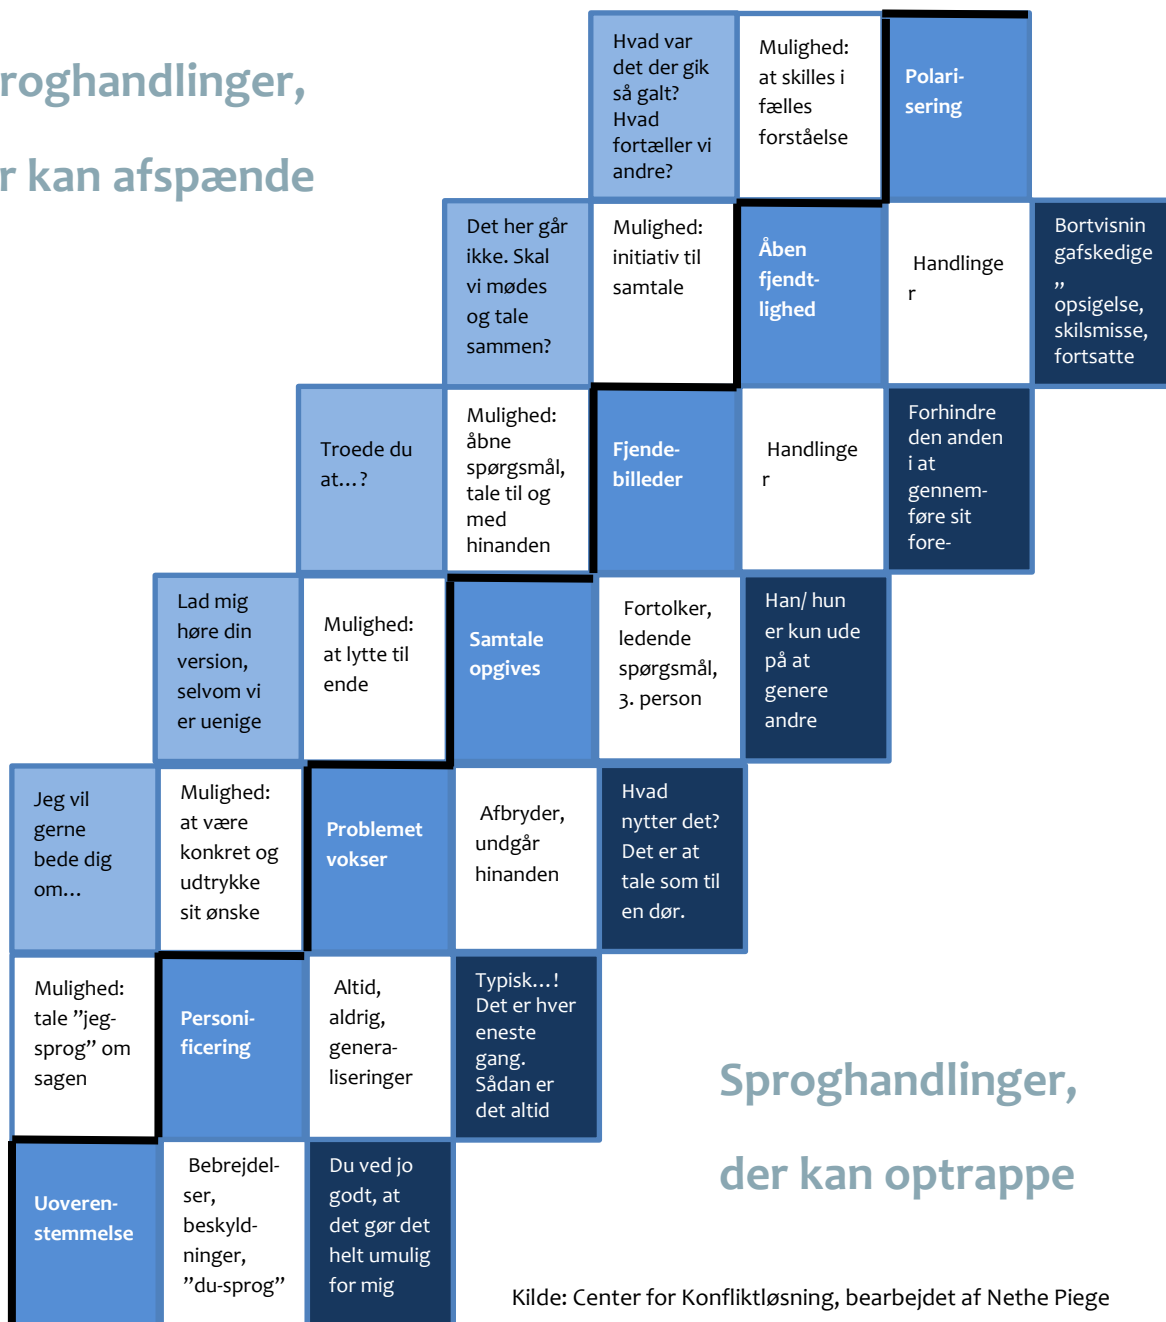 roghandlinger,
r kan afspænde
Hvad var
det der gik
så galt?
Hvad
fortæller vi
andre?
Mulighed:
at skilles i
fælles
forståelse
Polari-
sering
Det her går
ikke. Skal
vi mødes
og tale
sammen?
Mulighed:
initiativ til
samtale
Åben
fjendt-
lighed
Handlinge
r
Bortvisnin
gafskedige
,,
opsigelse,
skilsmisse,
fortsatte
Troede du
at…?
Mulighed:
åbne
spørgsmål,
tale til og
med
hinanden
Fjende-
billeder
Handlinge
r
Forhindre
den anden
i at
gennem-
føre sit
fore-
Lad mig
høre din
version,
selvom vi
er uenige
Mulighed:
at lytte til
ende
Samtale
opgives
Fortolker,
ledende
spørgsmål,
3. person
Han/ hun
er kun ude
på at
genere
andre
Jeg vil
gerne
bede dig
om…
Mulighed:
at være
konkret og
udtrykke
sit ønske
Problemet
vokser
Afbryder,
undgår
hinanden
Hvad
nytter det?
Det er at
tale som til
en dør.
Mulighed:
tale ”jeg-
sprog” om
sagen
Personi-
ficering
Altid,
aldrig,
genera-
liseringer
Typisk…!
Det er hver
eneste
gang.
Sådan er
det altid
Uoveren-
stemmelse
Bebrejdel-
ser,
beskyld-
ninger,
”du-sprog”
Du ved jo
godt, at
det gør det
helt umulig
for mig
Sproghandlinger,
der kan optrappe
Kilde: Center for Konfliktløsning, bearbejdet af Nethe Piege